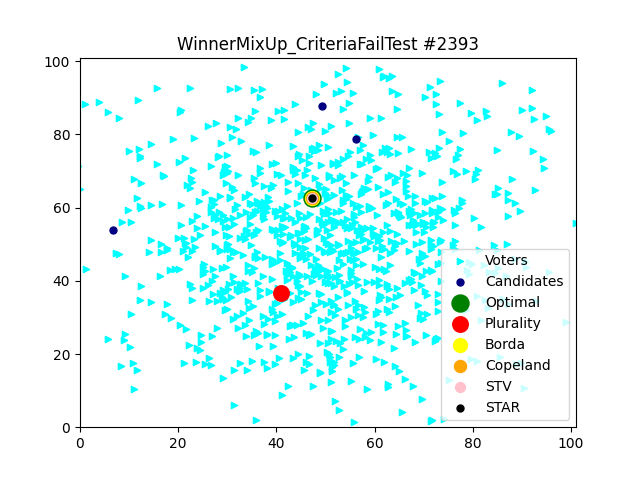 WinnerMixUp_CriteriaFailTest #2393
100
80
60
40
20
0
0 20 40 60 80 100
Voters
Candidates
Optimal
Plurality
Borda
Copeland
STV
STAR